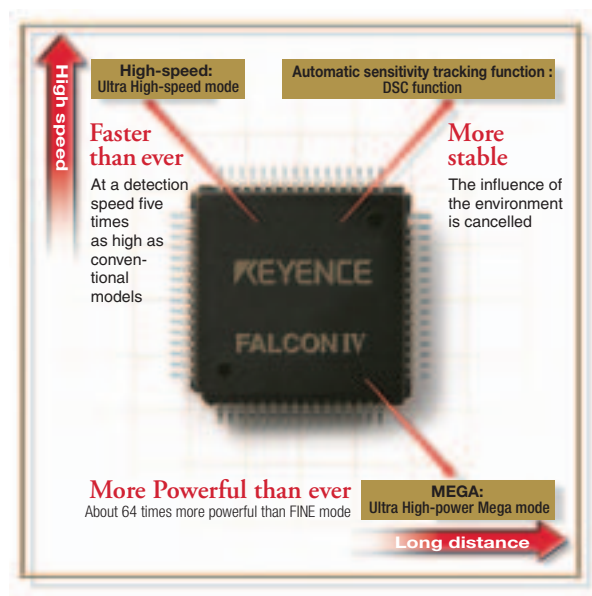 High speed
High-speed:
Ultra High-speed mode
Automatic sensitivity tracking function :
DSC function
Faster
than ever
At a detection
speed five
times
as high as
conven-
tional
models
More
stable
The influence of
the environment
is cancelled
KEYENCE
FALCON IV
More Powerful than ever
About 64 times more powerful than FINE mode
MEGA:
Ultra High-power Mega mode
Long distance